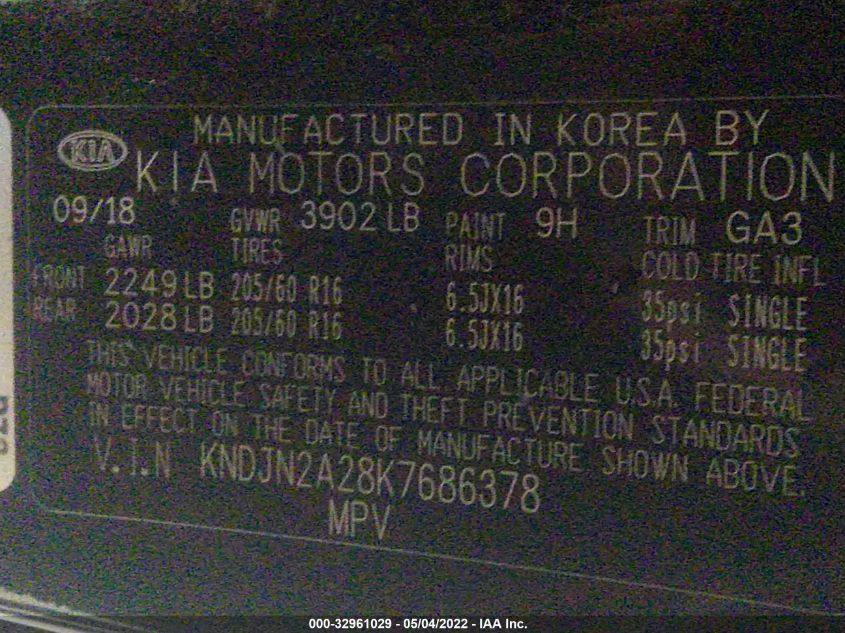 MANUFACTURED IN KOREA BY
KIA KIA MOTORS CORPORATION
09/18 GVWR 3902 LB PAINT 9H TRIM GA3
GAWR TIRES RIMS COLD TIRE INFL
FRONT 2249 LB 205/60 R16 6.5JX16 35psi SINGLE
REAR 2028 LB 205/60 R16 6.5JX16 35psi SINGLE
THIS VEHICLE CONFORMS TO ALL APPLICABLE U.S.A. FEDERAL
MOTOR VEHICLE SAFETY AND THEFT PREVENTION STANDARDS
IN EFFECT ON THE DATE OF MANUFACTURE SHOWN ABOVE.
V.I.N KNDJN2A28K7686378
MPV
000-32961029 - 05/04/2022 - IAA Inc.